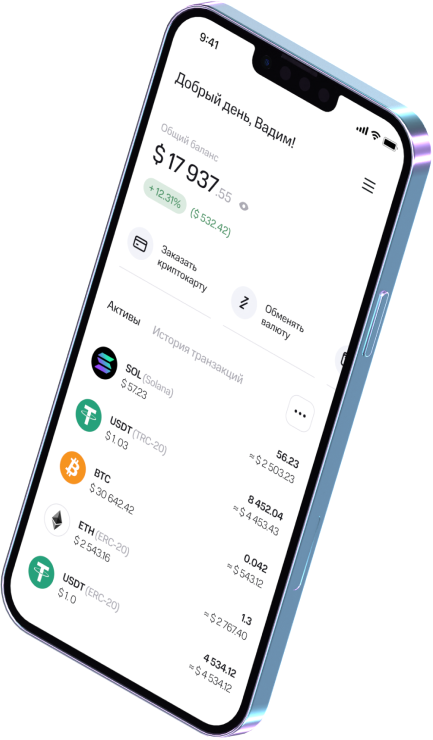 9:41
Добрый день, Вадим!
Общий баланс
$ 17 937.55
+ 12.31% ($ 532.42)
Заказать
криптокарту
Обменять
валюту
Активы История транзакций
SOL (Solana) 56.23
$ 57.23 ≈ $ 2 503.23
USDT (TRC-20) 8 452.04
$ 1.03 ≈ $ 4 453.43
BTC 0.042
$ 30 642.42 ≈ $ 543.12
ETH (ERC-20) 1.3
$ 2 543.16 ≈ $ 2 767.40
USDT (ERC-20) 4 534.12
$ 1.0 ≈ $ 4 534.12